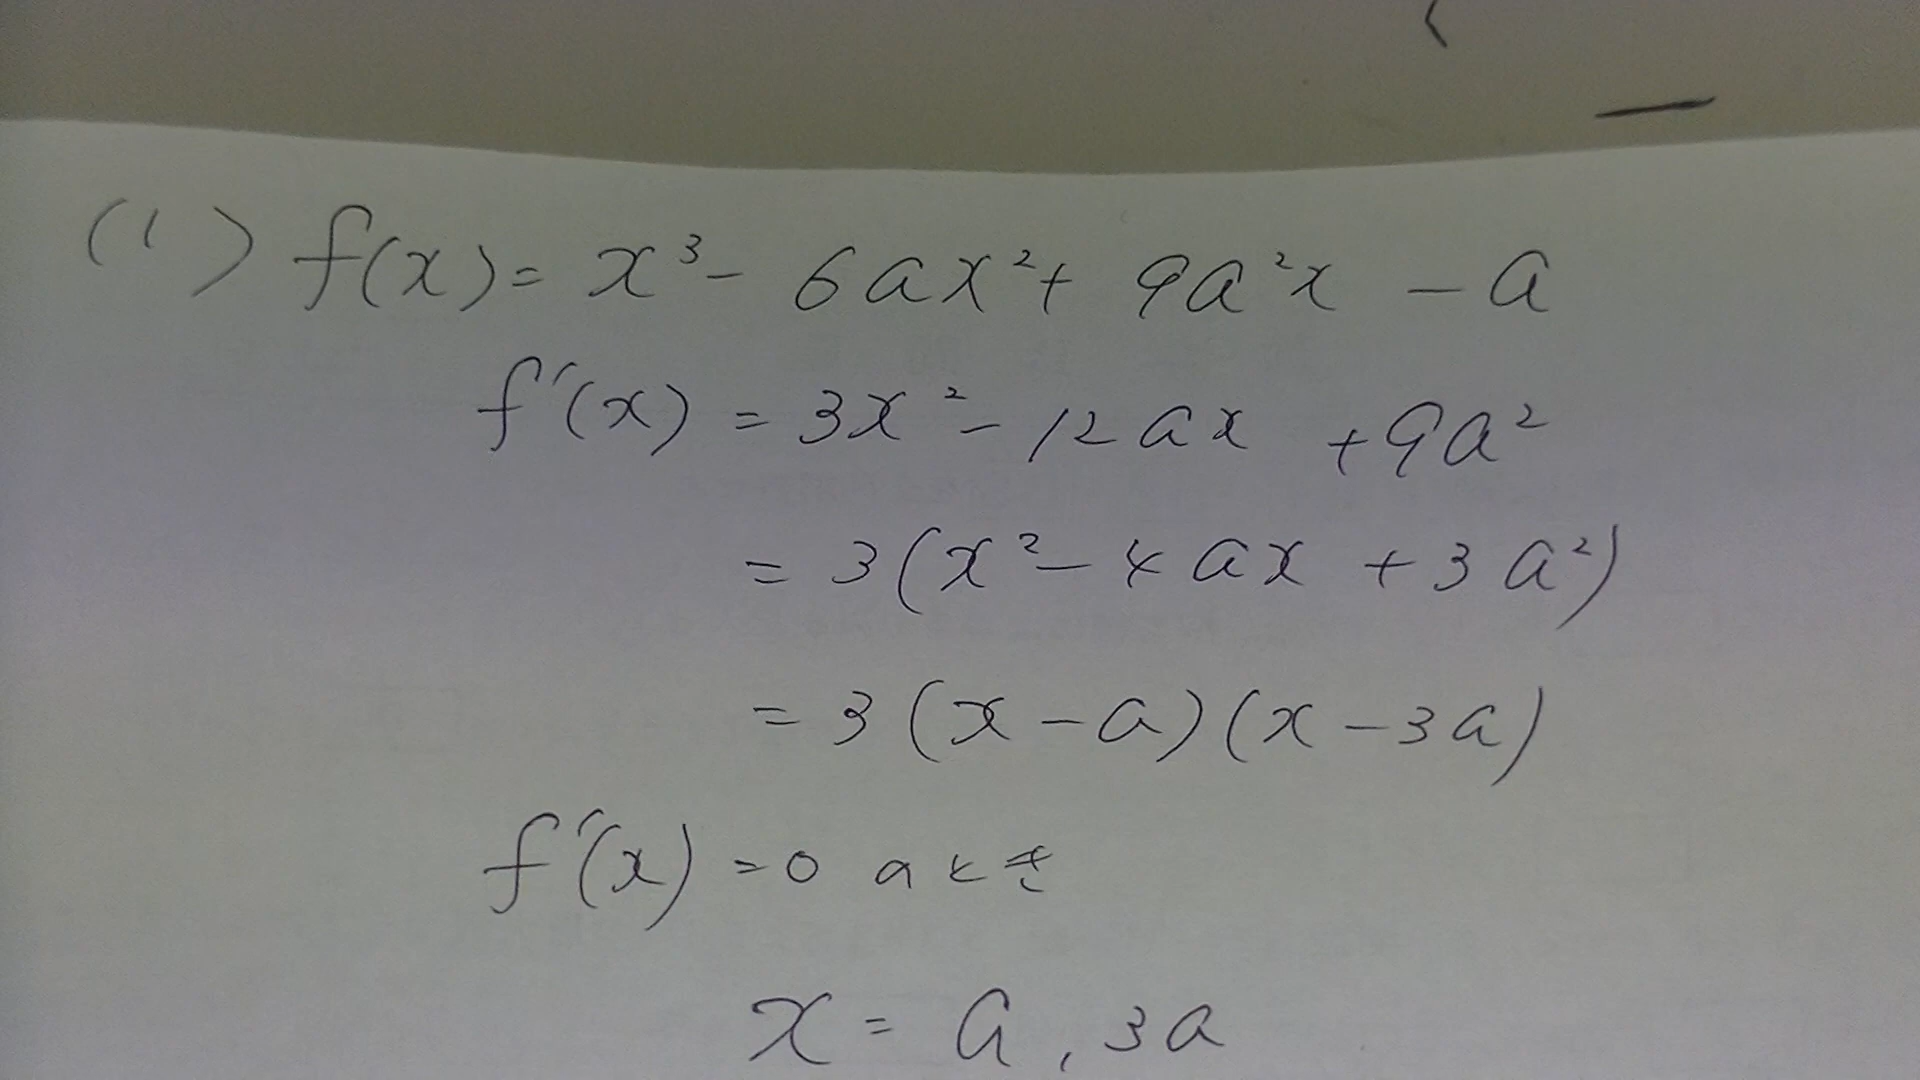 (1) f(x) = x³ - 6ax² + 9a²x - a
f'(x) = 3x² - 12ax + 9a²
= 3(x² - 4ax + 3a²)
= 3(x - a)(x - 3a)
f'(x) = 0 のとき
x = a, 3a